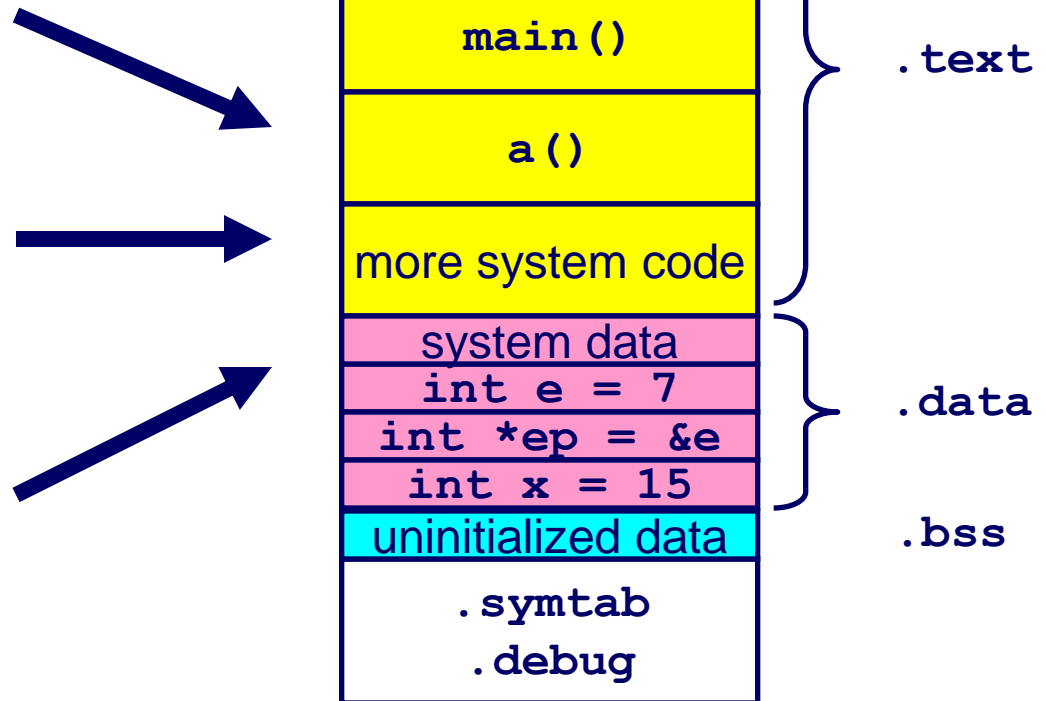 main()
.text
a()
more system code
system data
int e = 7
.data
int *ep = &e
int x = 15
uninitialized data
.bss
.symtab
.debug